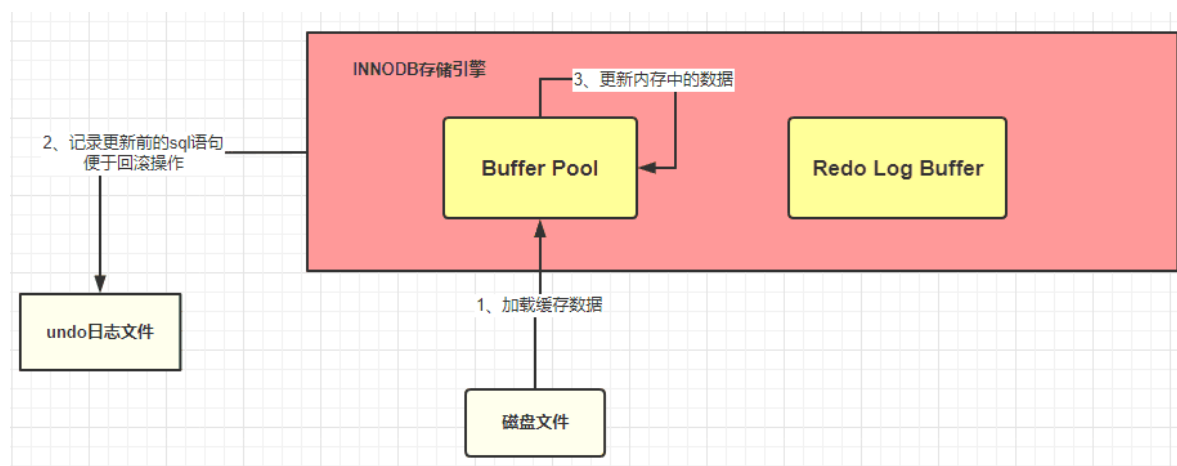 INNODB存储引擎
3、更新内存中的数据
2、记录更新前的sql语句
便于回滚操作
Buffer Pool
Redo Log Buffer
1、加载缓存数据
undo日志文件
磁盘文件